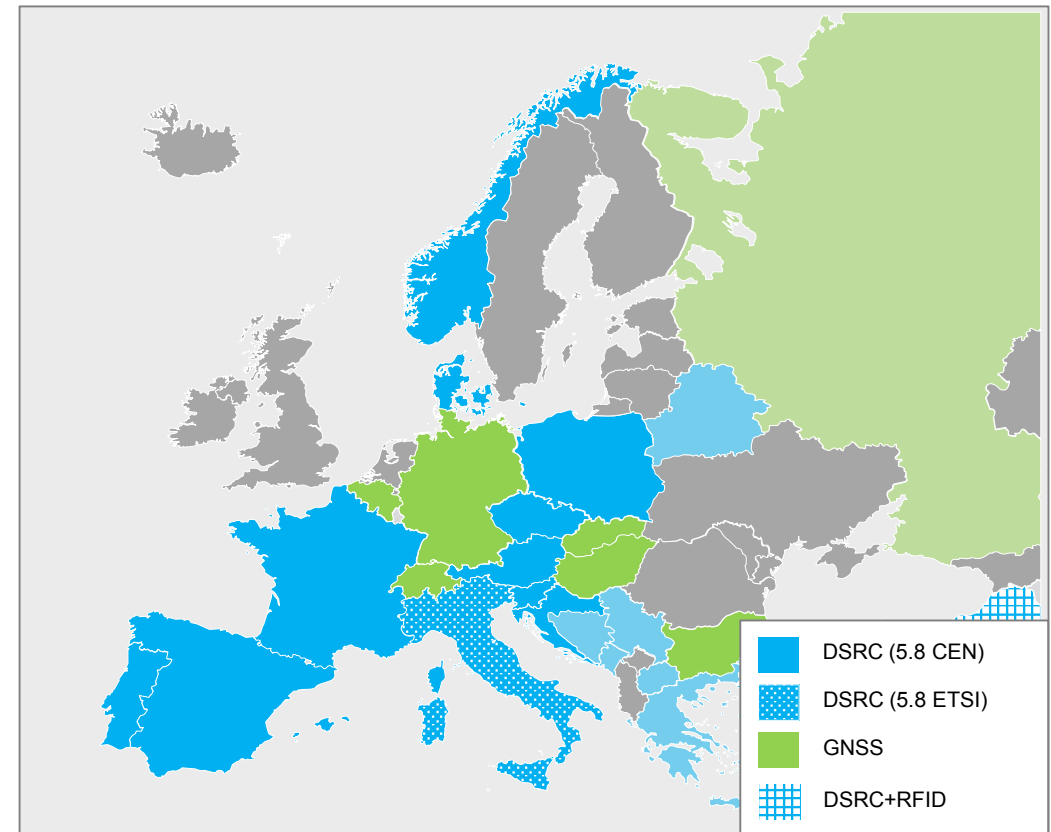 DSRC (5.8 CEN)
DSRC (5.8 ETSI)
GNSS
DSRC+RFID